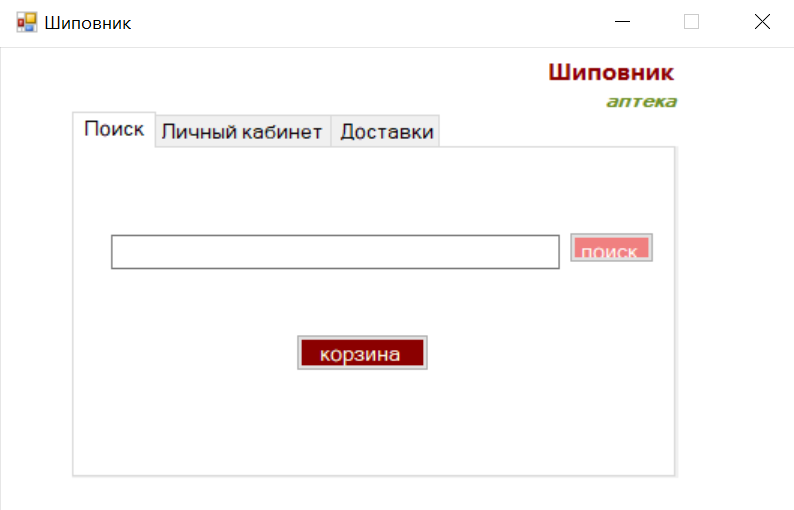 Шиповник
Шиповник
аптека
Поиск Личный кабинет Доставки
поиск
корзина